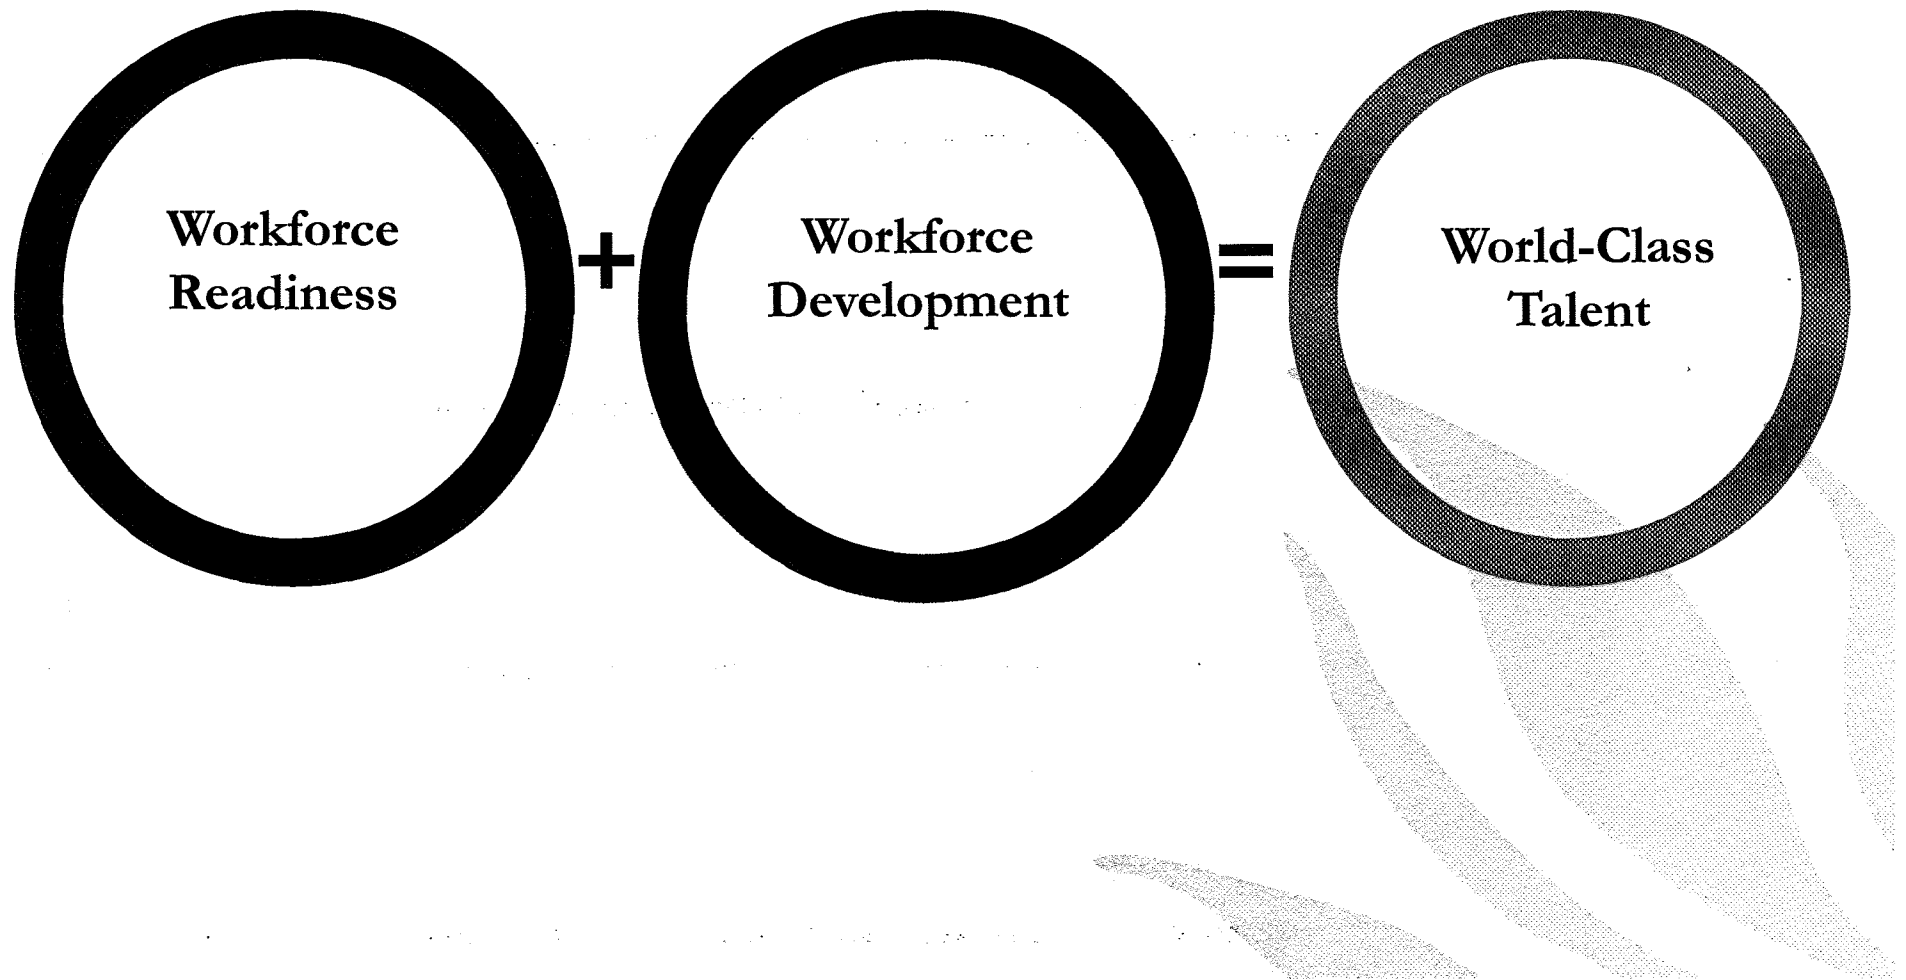 Workforce
Readiness
+
Workforce
Development
=
World-Class
Talent